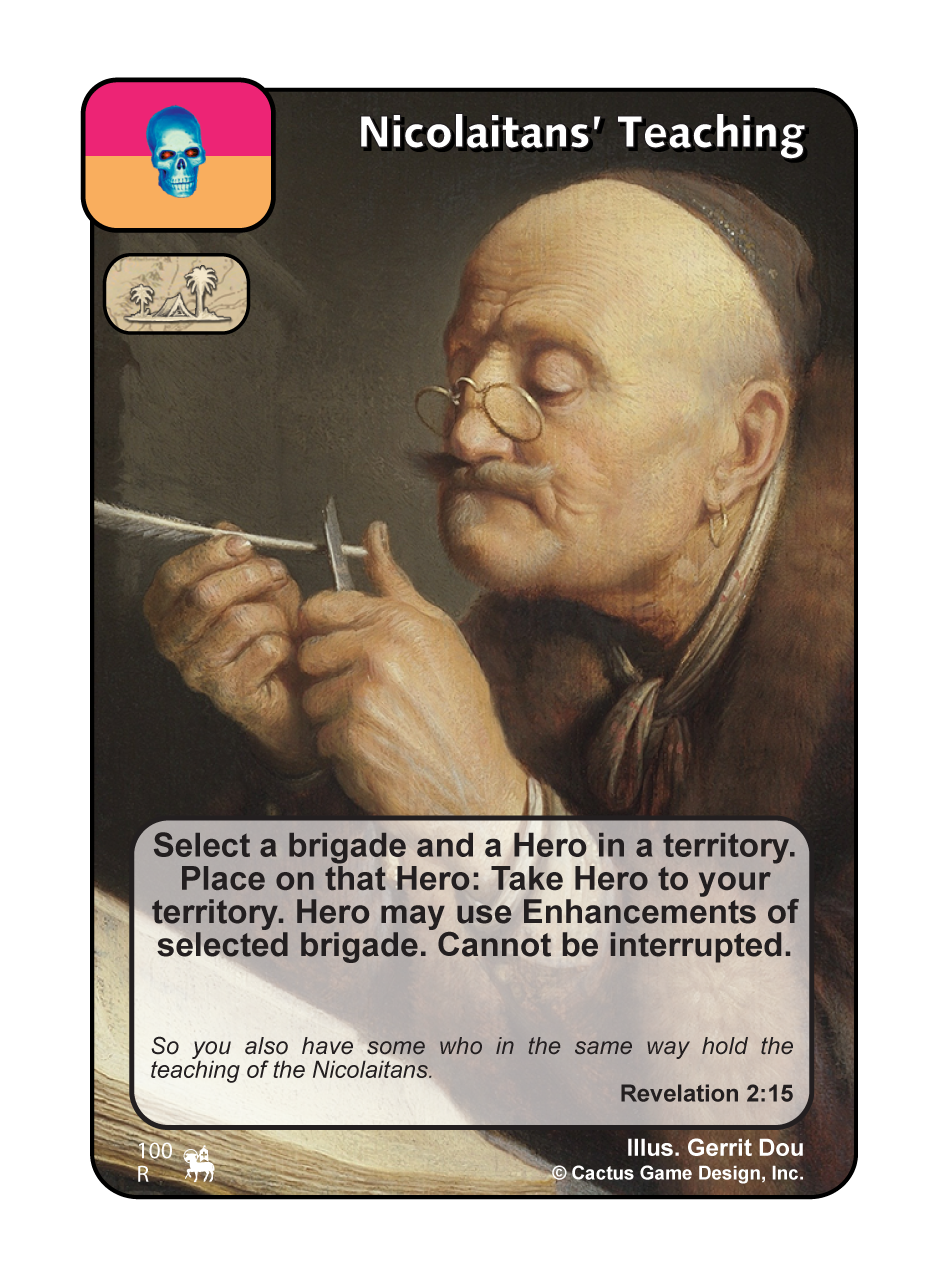 Nicolaitans' Teaching
Select a brigade and a Hero in a territory.
Place on that Hero: Take Hero to your
territory. Hero may use Enhancements of
selected brigade. Cannot be interrupted.
So you also have some who in the same way hold the
teaching of the Nicolaitans.
Revelation 2:15
100
R
Illus. Gerrit Dou
© Cactus Game Design, Inc.